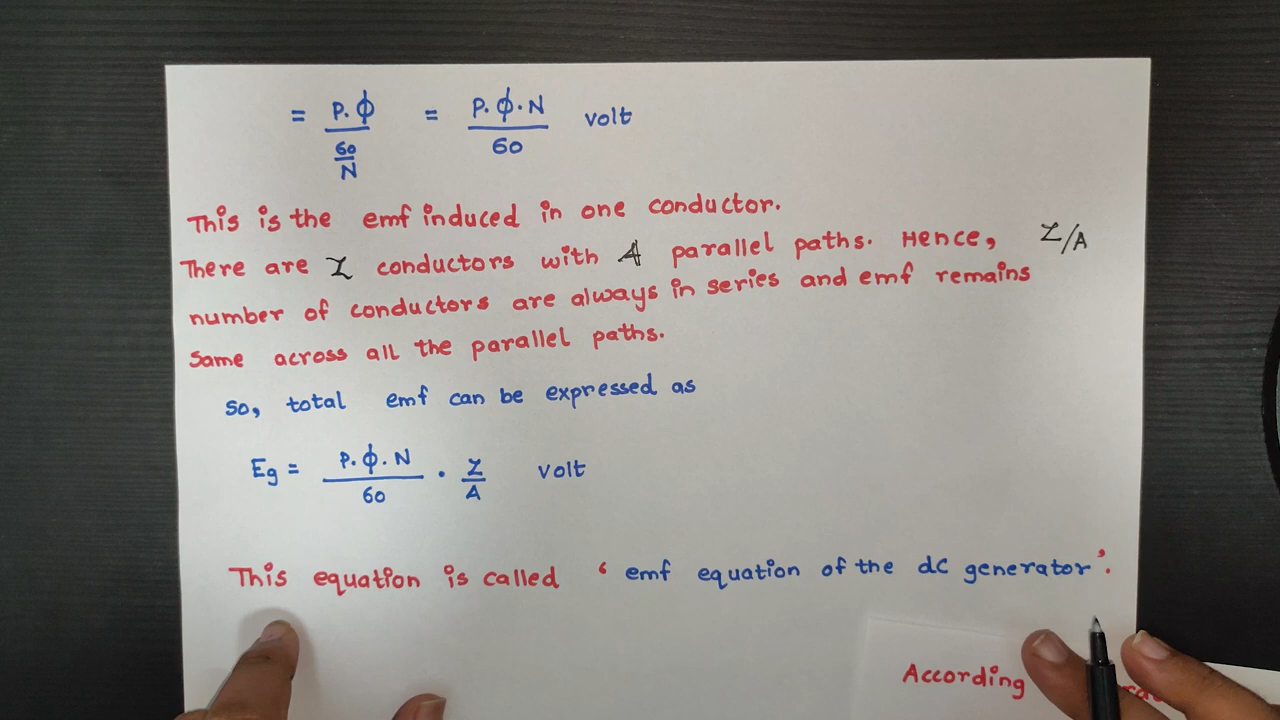 = P.ϕ / (60/N) = P.ϕ.N / 60 volt
This is the emf induced in one conductor.
There are Z conductors with A parallel paths. Hence, Z/A
number of conductors are always in series and emf remains
same across all the parallel paths.
So, total emf can be expressed as
Eg = P.ϕ.N / 60 . Z / A volt
This equation is called ‘emf equation of the dc generator’.
According